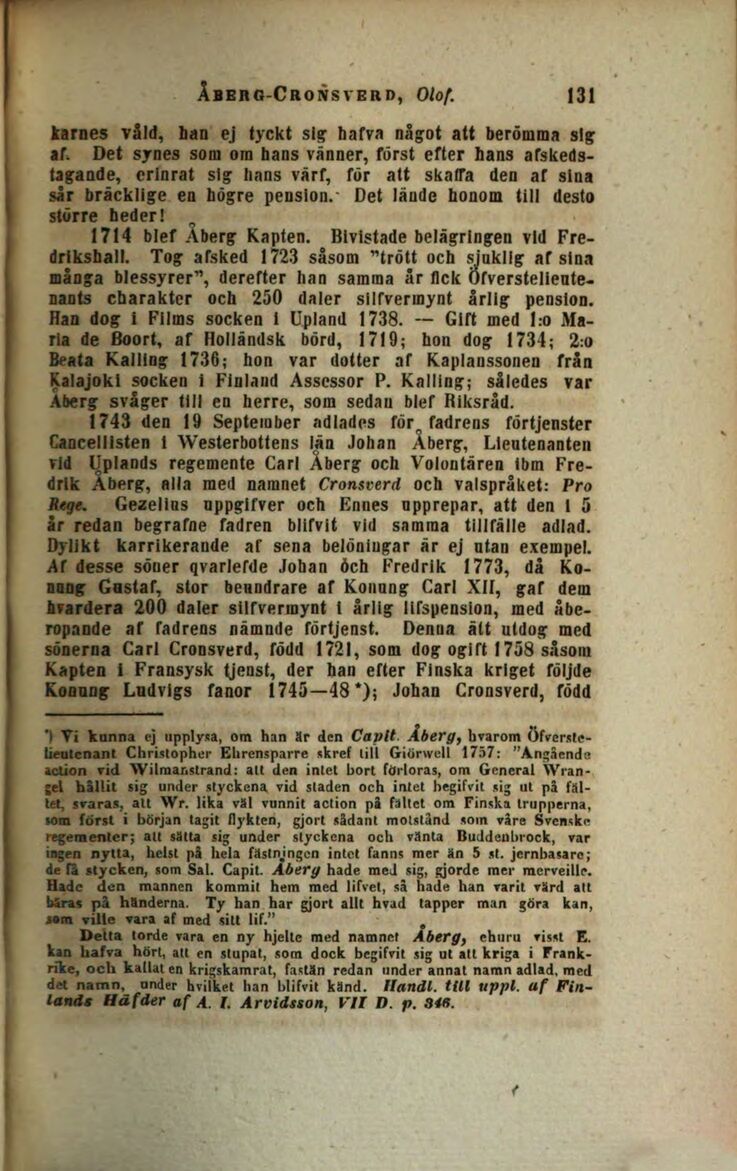 ÅBERG-CRONSVERD, Olof. 131
karnes våld, han ej tyckt sig hafva något att berömma sig
af. Det synes som om hans vänner, först efter hans afskeds-
tagande, erinrat sig hans värf, för att skaffa den af sina
sår bräcklige en högre pension. Det lände honom till desto
större heder!
1714 blef Åberg Kapten. Bivistade belägringen vid Fre-
drikshall. Tog afsked 1723 såsom ”trött och sjuklig af sina
många blessyrer”, derefter han samma år fick Öfverstelieute-
nants charakter och 250 daler silfvermynt årlig pension.
Han dog i Films socken i Upland 1738. — Gift med 1:o Ma-
ria de Boort, af Holländsk börd, 1719; hon dog 1734; 2:o
Beata Kalling 1736; hon var dotter af Kaplanssonen från
Kalajoki socken i Finland Assessor P. Kalling; således var
Åberg svåger till en herre, som sedan blef Riksråd.
1743 den 19 September adlades för fadrens förtjenster
Cancellisten i Westerbottens län Johan Åberg, Lieutenanten
vid Uplands regemente Carl Åberg och Volontären ibm Fre-
drik Åberg, alla med namnet Cronsverd och valspråket: Pro
Rege. Gezelius uppgifver och Ennes upprepar, att den i 5
år redan begrafne fadren blifvit vid samma tillfälle adlad.
Dylikt karrikerande af sena belöningar är ej utan exempel.
Af desse söner qvarlefde Johan och Fredrik 1773, då Ko-
nung Gustaf, stor beundrare af Konung Carl XII, gaf dem
hvardera 200 daler silfvermynt i årlig lifspension, med åbe-
ropande af fadrens nämnde förtjenst. Denna ätt utdog med
sönerna Carl Cronsverd, född 1721, som dog ogift 1758 såsom
Kapten i Fransysk tjenst, der han efter Finska kriget följde
Konung Ludvigs fanor 1745—48*); Johan Cronsverd, född
*) Vi kunna ej upplysa, om han är den Capit. Åberg, hvarom Öfverste-
lieutenant Christopher Ehrensparre skref till Giörwell 1757: ”Angående
action vid Wilmanstrand: att den intet bort förloras, om General Wran-
gel hållit sig under styckena vid staden och intet begifvit sig ut på fäl-
tet, svaras, att Wr. lika väl vunnit action på fältet om Finska trupperna,
som först i början tagit flykten, gjort sådant motstånd som våre Svenske
regementer; att sätta sig under styckena och vänta Buddenbrock, var
ingen nytta, helst på hela fästningen intet fanns mer än 5 st. jernbasare;
de få stycken, som Sal. Capit. Åberg hade med sig, gjorde mer merveille.
Hade den mannen kommit hem med lifvet, så hade han varit värd att
bäras på händerna. Ty han har gjort allt hvad tapper man göra kan,
som ville vara af med sitt lif.”
Detta torde vara en ny hjelte med namnet Åberg, ehuru visst E.
kan hafva hört, att en stupat, som dock begifvit sig ut att kriga i Frank-
rike, och kallat en krigskamrat, fastän redan under annat namn adlad, med
det namn, under hvilket han blifvit känd. Handl. till uppl. af Fin-
lands Häfder af A. I. Arvidsson, VII D. p. 346.